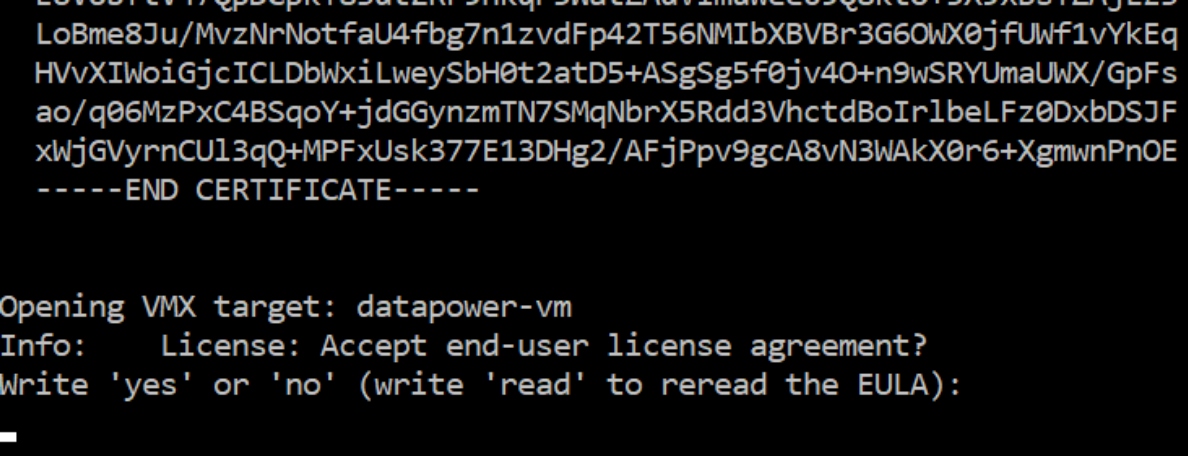 LoBme8Ju/MvzNrNotfaU4fbg7n1zvdFp42T56NMIbXBVBr3G6OWX0jfUWf1vYkEq
HVvXIWoiGjcICLDbWxiLweySbH0t2atD5+ASgSg5f0jv4O+n9wSRYUmaUWX/GpFs
ao/q06MzPxC4BSqoY+jdGGynzmTN7SMqNbrX5Rdd3VhctdBoIrlbeLFz0DxbDSJF
xWjGVyrnCUl3qQ+MPFxUsk377E13DHg2/AFjPpv9gcA8vN3WAkX0r6+XgmwnPnOE
-----END CERTIFICATE-----
Opening VMX target: datapower-vm
Info:    License: Accept end-user license agreement?
Write 'yes' or 'no' (write 'read' to reread the EULA):